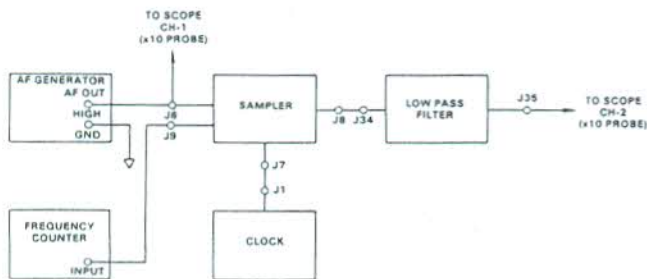 TO SCOPE
CH-1
(x10 PROBE)
AF GENERATOR
AF OUT
HIGH
GND
J6
J9
SAMPLER
J8 J34
LOW PASS
FILTER
J35
TO SCOPE
CH-2
(x10 PROBE)
J7
J1
FREQUENCY
COUNTER
INPUT
CLOCK